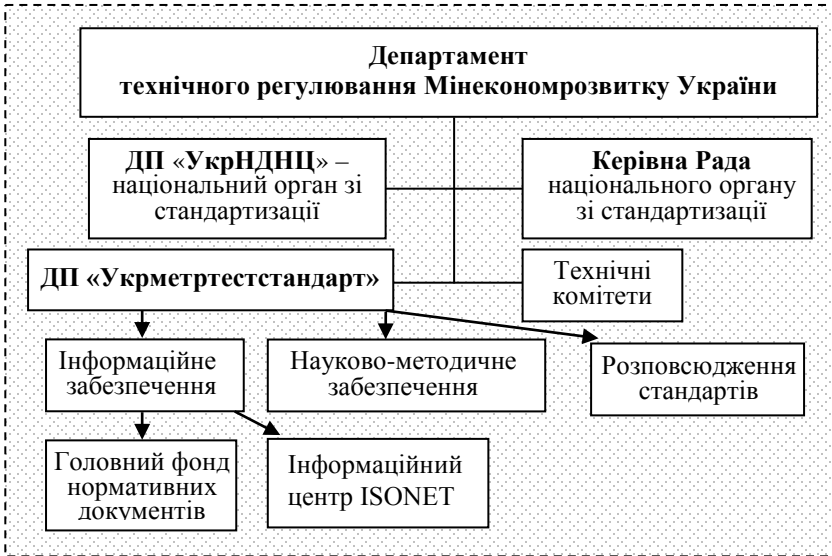 Департамент
технічного регулювання Мінекономрозвитку України
ДП «УкрНДНЦ» –
національний орган зі
стандартизації
Керівна Рада
національного органу
зі стандартизації
ДП «Укрметртестстандарт»
Технічні
комітети
Інформаційне
забезпечення
Науково-методичне
забезпечення
Розповсюдження
стандартів
Головний фонд
нормативних
документів
Інформаційний
центр ISONET